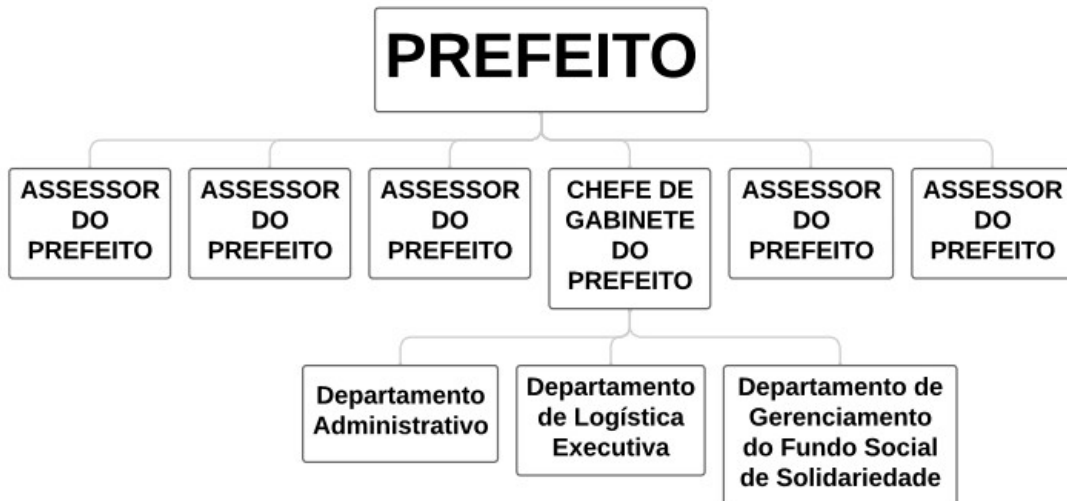 PREFEITO
ASSESSOR
DO
PREFEITO
ASSESSOR
DO
PREFEITO
ASSESSOR
DO
PREFEITO
CHEFE DE
GABINETE
DO
PREFEITO
ASSESSOR
DO
PREFEITO
ASSESSOR
DO
PREFEITO
Departamento
Administrativo
Departamento
de Logística
Executiva
Departamento de
Gerenciamento
do Fundo Social
de Solidariedade